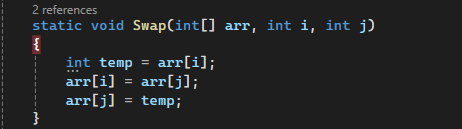 2 references
static void Swap(int[] arr, int i, int j)
{
int temp = arr[i];
arr[i] = arr[j];
arr[j] = temp;
}